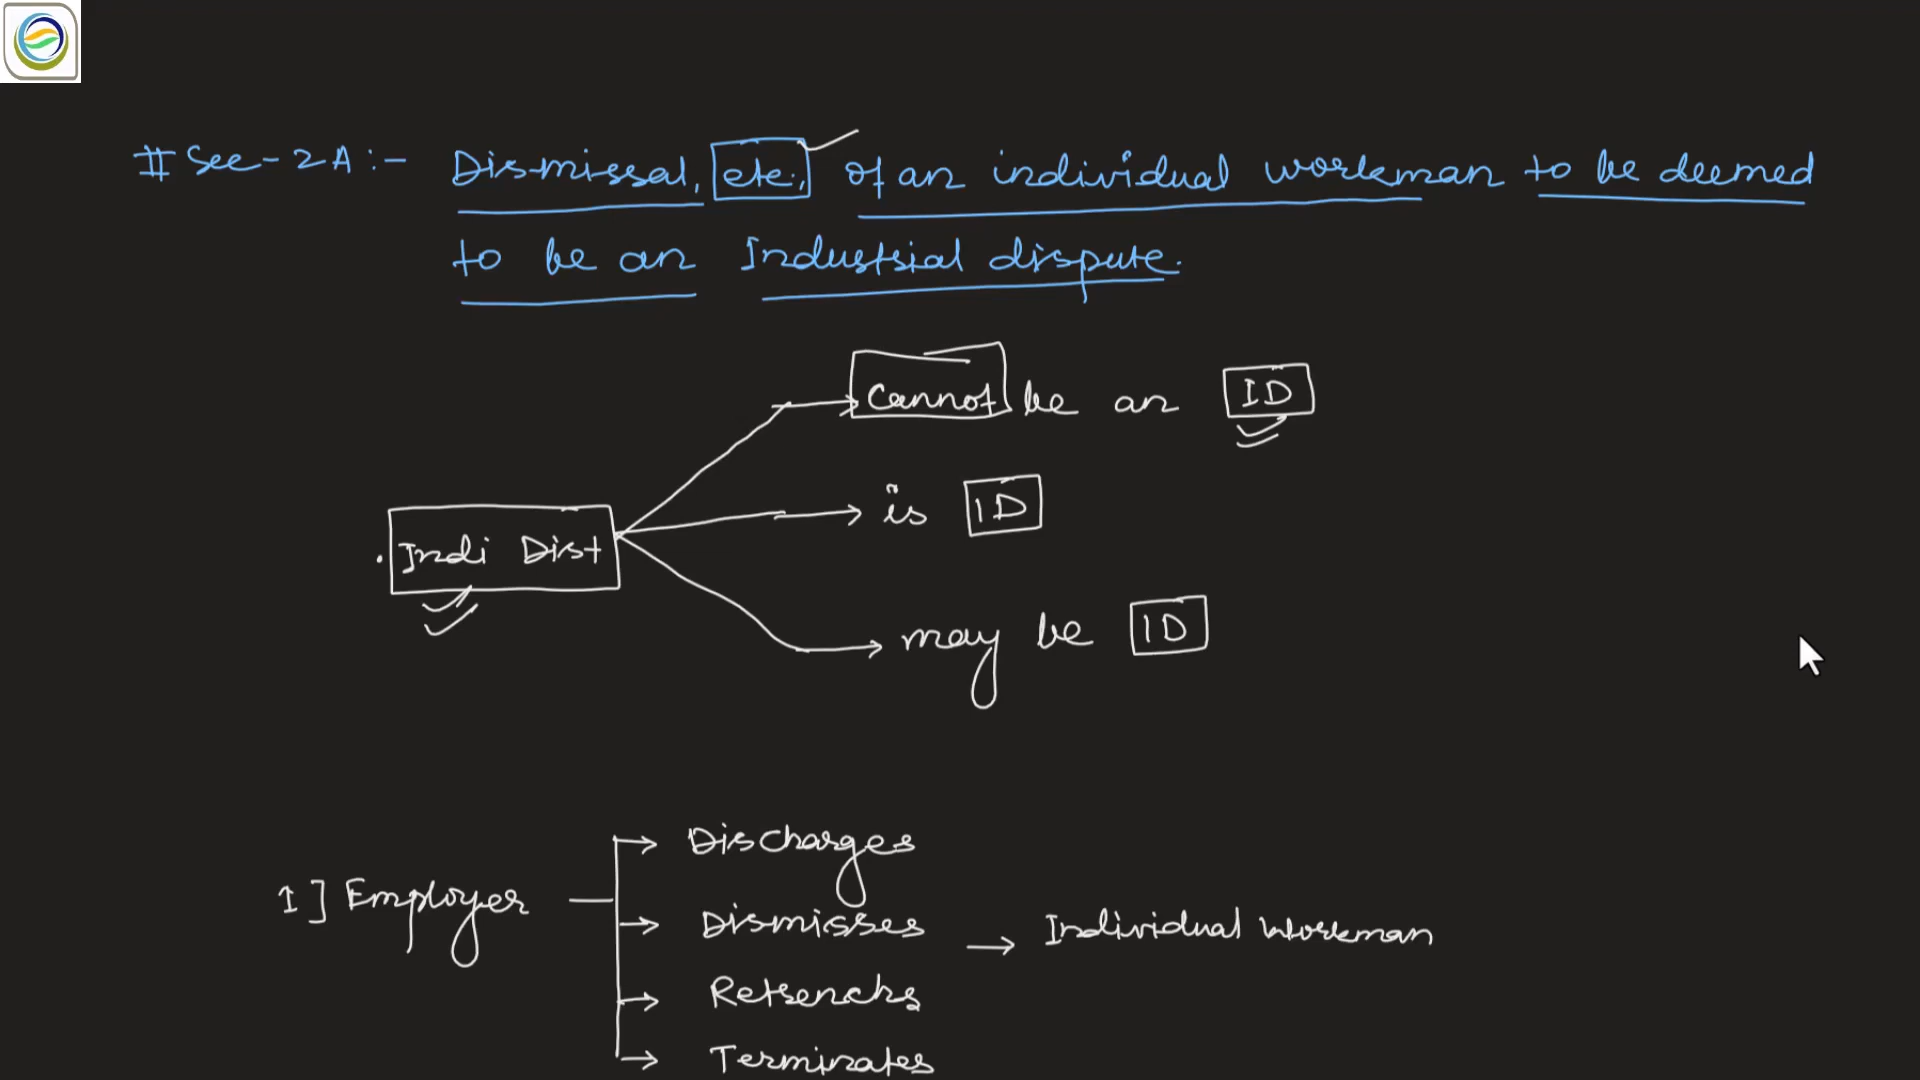 # Sec-2A:- Dismissal, etc., of an individual workman to be deemed
to be an Industrial dispute.
Cannot be an ID
is ID
Indi Dist
may be ID
Discharges
1] Employer
Dismisses → Individual workman
Retrenchs
Terminates